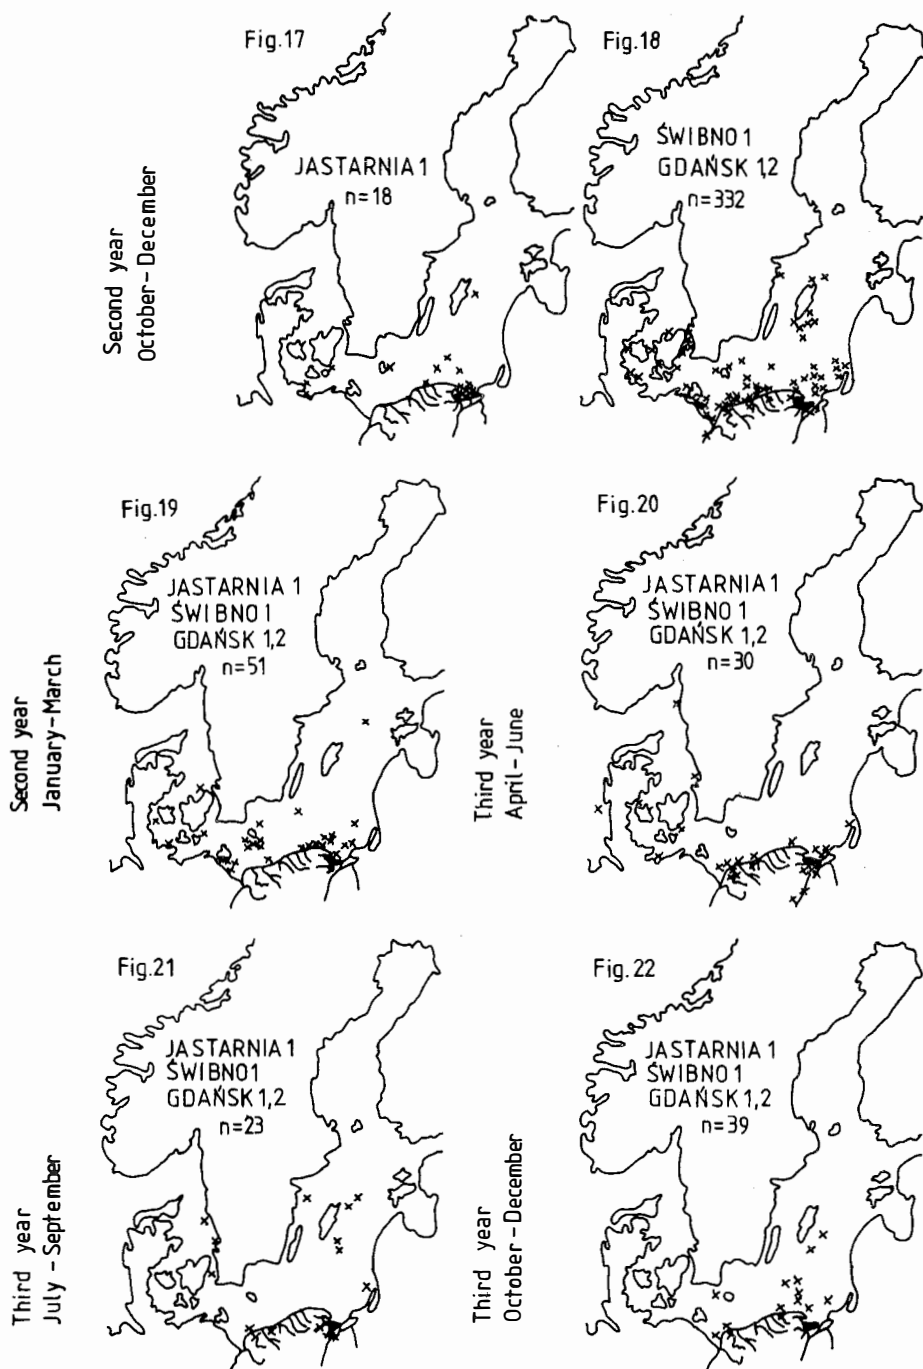 Second year
October-December
Fig.17
JASTARNIA 1
n=18
Fig.18
ŚWIBNO 1
GDAŃSK 1,2
n=332
Second year
January-March
Fig.19
JASTARNIA 1
ŚWIBNO 1
GDAŃSK 1,2
n=51
Third year
April-June
Fig.20
JASTARNIA 1
ŚWIBNO 1
GDAŃSK 1,2
n=30
Third year
July-September
Fig.21
JASTARNIA 1
ŚWIBNO 1
GDAŃSK 1,2
n=23
Third year
October-December
Fig.22
JASTARNIA 1
ŚWIBNO 1
GDAŃSK 1,2
n=39